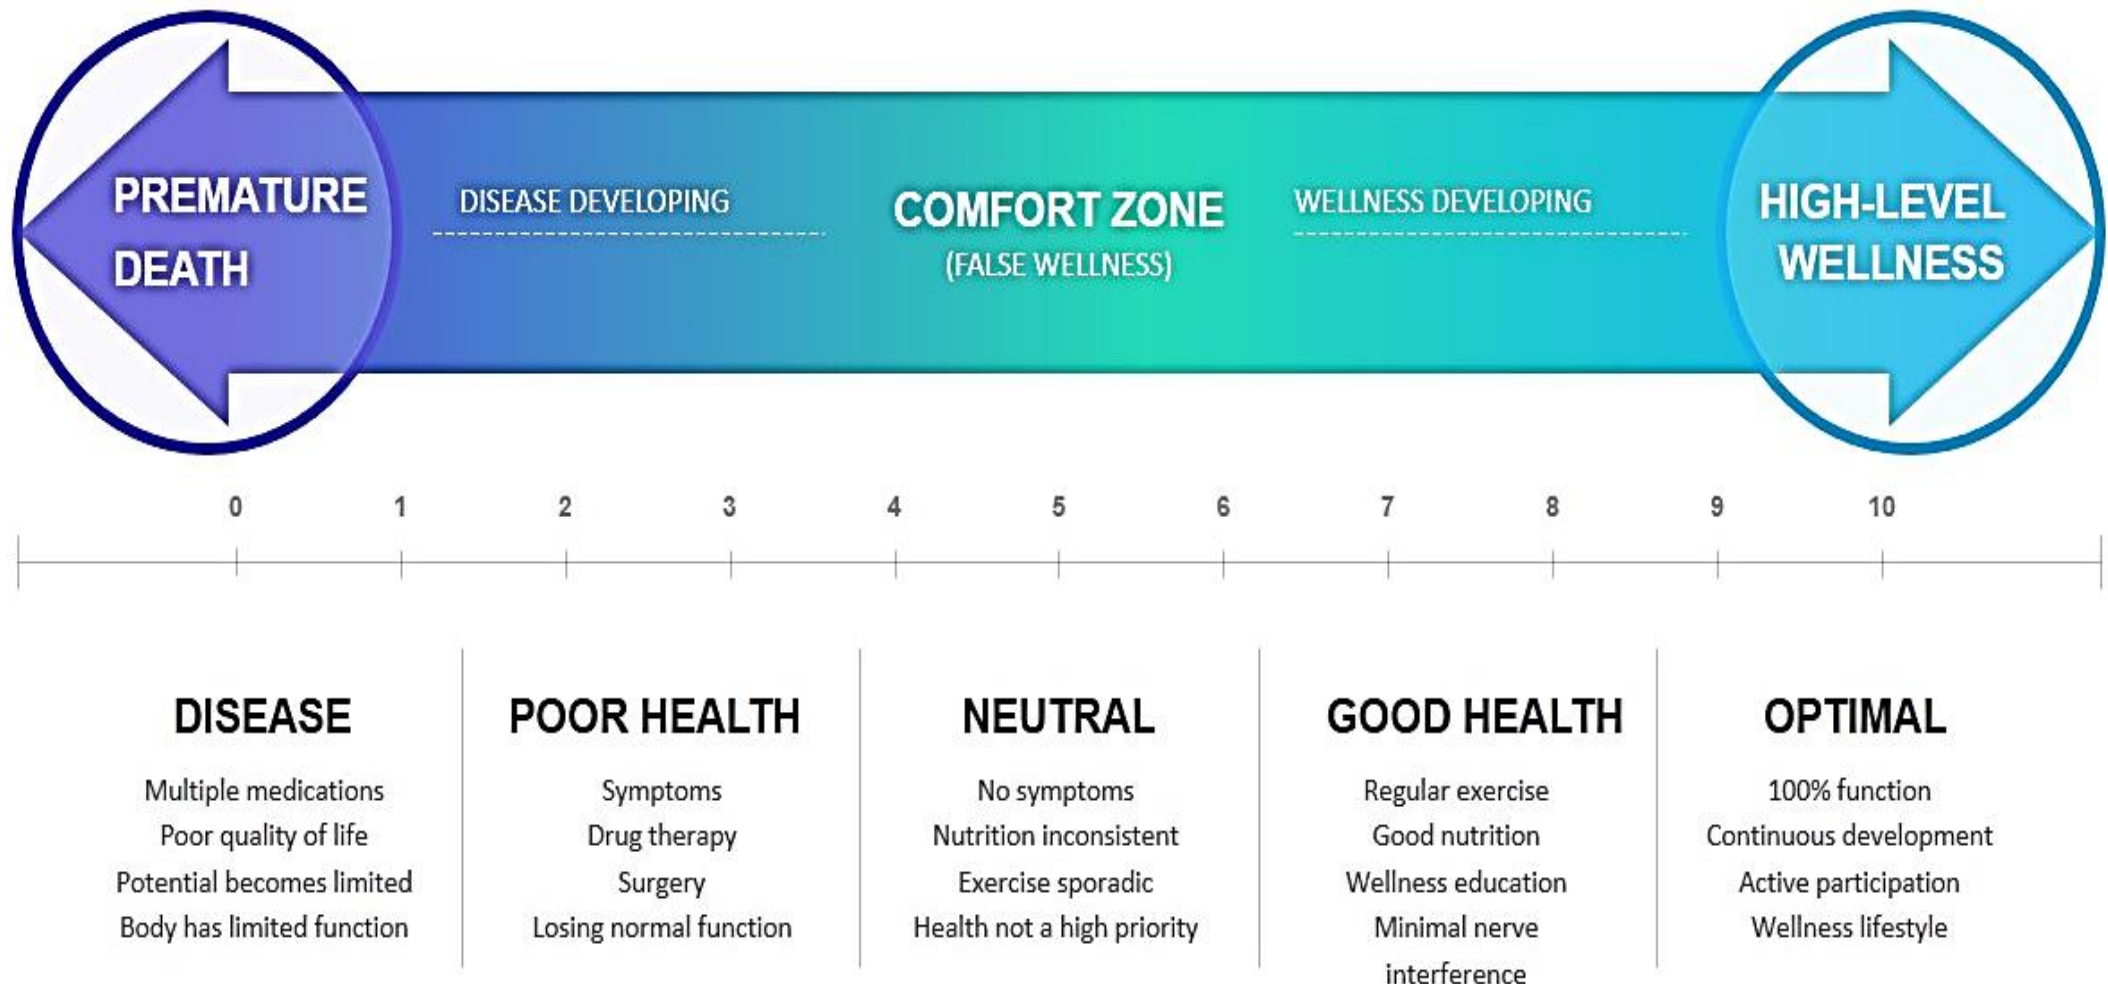 PREMATURE
DEATH
DISEASE DEVELOPING
COMFORT ZONE
(FALSE WELLNESS)
WELLNESS DEVELOPING
HIGH-LEVEL
WELLNESS
0 1 2 3 4 5 6 7 8 9 10
DISEASE
Multiple medications
Poor quality of life
Potential becomes limited
Body has limited function
POOR HEALTH
Symptoms
Drug therapy
Surgery
Losing normal function
NEUTRAL
No symptoms
Nutrition inconsistent
Exercise sporadic
Health not a high priority
GOOD HEALTH
Regular exercise
Good nutrition
Wellness education
Minimal nerve
interference
OPTIMAL
100% function
Continuous development
Active participation
Wellness lifestyle